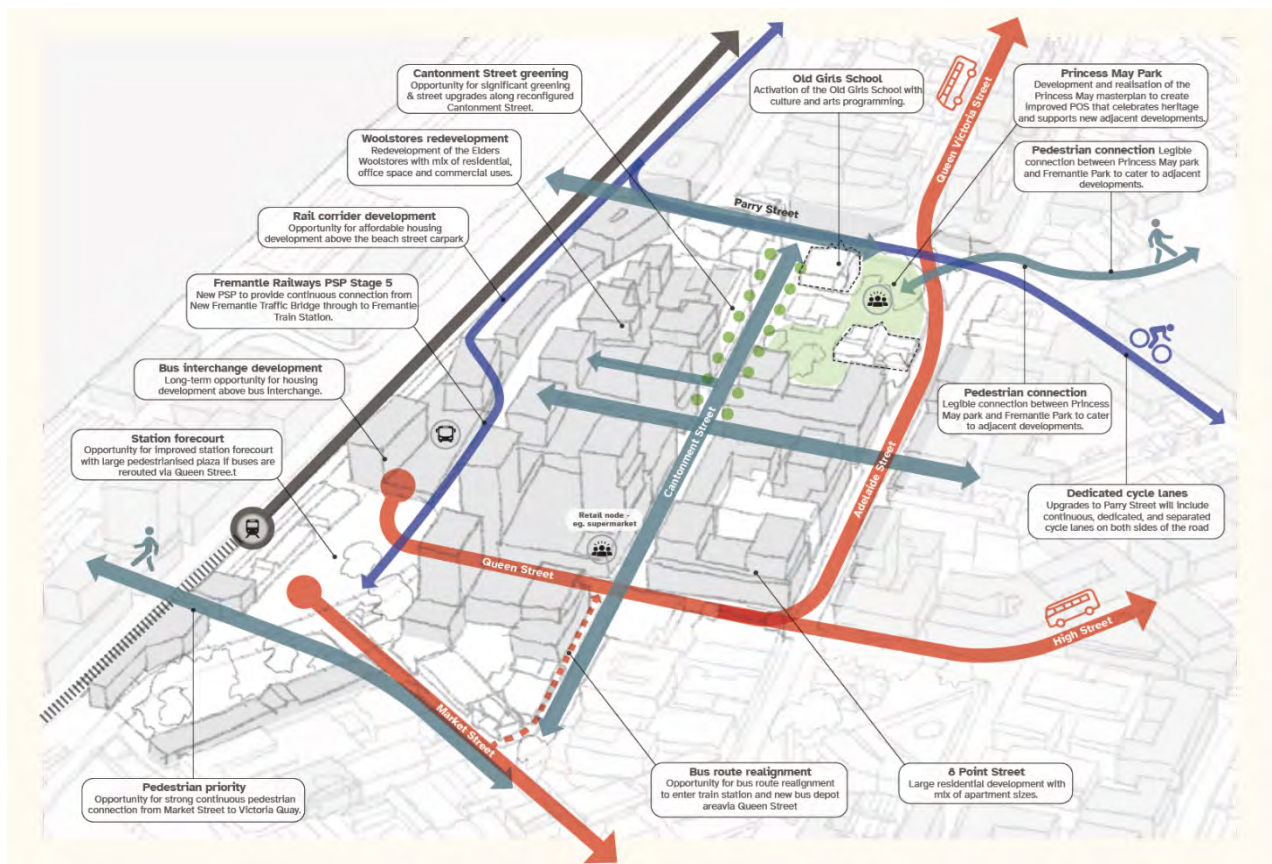 Cantonment Street greening
Opportunity for significant greening
& street upgrades along reconfigured
Cantonment Street.
Old Girls School
Activation of the Old Girls School with
culture and arts programming.
Princess May Park
Development and realisation of the
Princess May masterplan to create
improved POS that celebrates heritage
and supports new adjacent developments.
Woolstores redevelopment
Redevelopment of the Elders
Woolstores with mix of residential,
office space and commercial uses.
Pedestrian connection Legible
connection between Princess May park
and Fremantle Park to cater to adjacent
developments.
Queen Victoria Street
Parry Street
Rail corridor development
Opportunity for affordable housing
development above the beach street carpark
Fremantle Railways PSP Stage 5
New PSP to provide continuous connection from
New Fremantle Traffic Bridge through to Fremantle
Train Station.
Bus interchange development
Long-term opportunity for housing
development above bus interchange.
Pedestrian connection
Legible connection between Princess
May park and Fremantle Park to cater
to adjacent developments.
Station forecourt
Opportunity for improved station forecourt
with large pedestrianised plaza if buses are
rerouted via Queen Stree.t
Cantonment Street
Adelaide Street
Dedicated cycle lanes
Upgrades to Parry Street will include
continuous, dedicated, and separated
cycle lanes on both sides of the road
Retail node -
eg. supermarket
Queen Street
High Street
Market Street
Pedestrian priority
Opportunity for strong continuous pedestrian
connection from Market Street to Victoria Quay.
Bus route realignment
Opportunity for bus route realignment
to enter train station and new bus depot
areavia Queen Street
8 Point Street
Large residential development with
mix of apartment sizes.